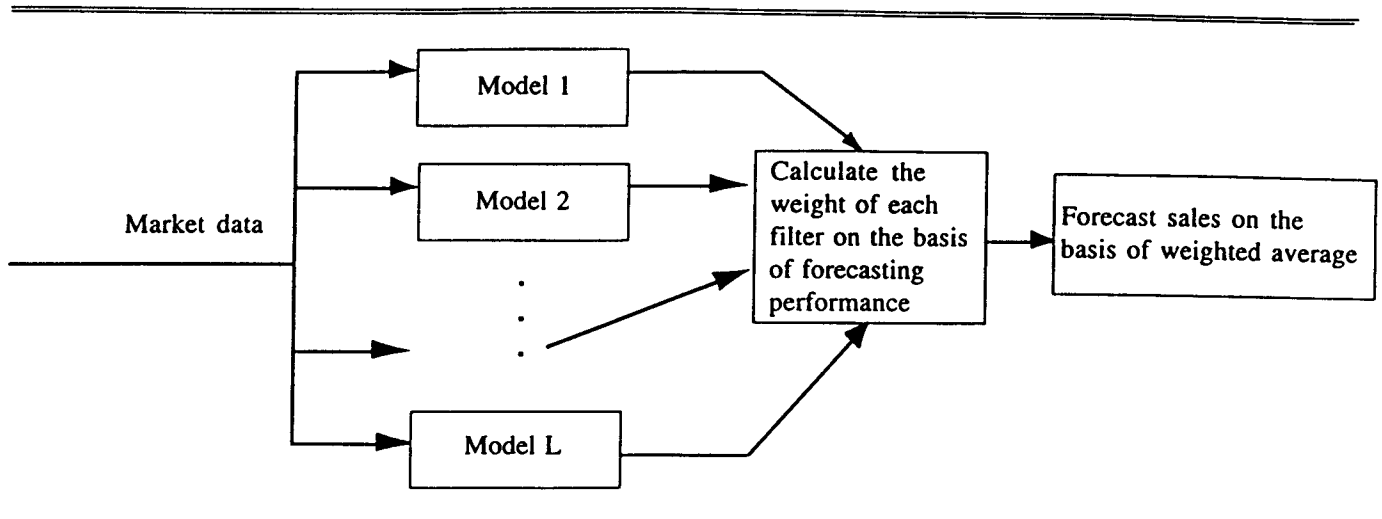 Market data
Model 1
Model 2
Model L
Calculate the
weight of each
filter on the basis
of forecasting
performance
Forecast sales on the
basis of weighted average